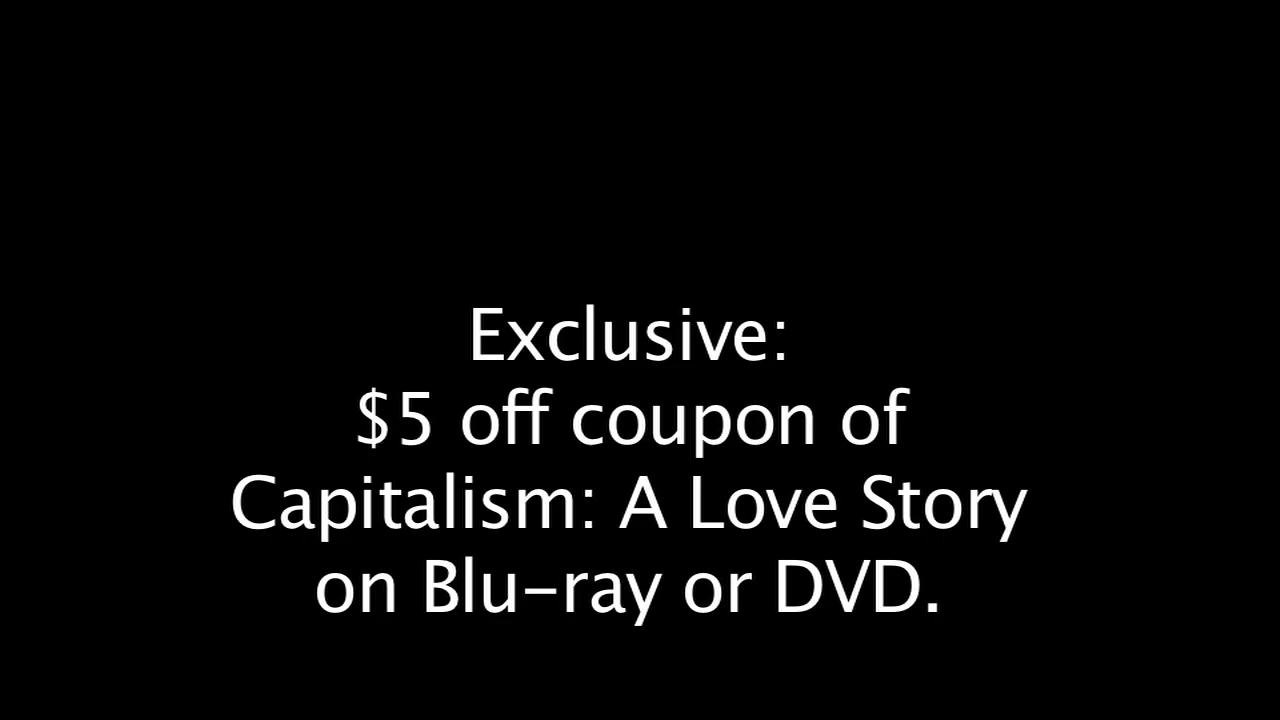 Exclusive:
$5 off coupon of
Capitalism: A Love Story
on Blu-ray or DVD.